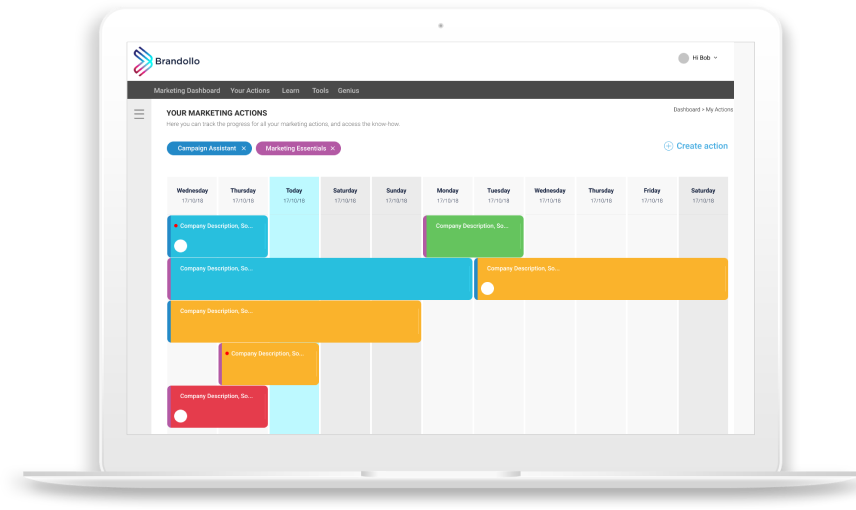 Brandollo
Hi Bob
Marketing Dashboard Your Actions Learn Tools Genius
YOUR MARKETING ACTIONS
Dashboard > My Actions
Here you can track the progress for all your marketing actions, and access the know-how.
Campaign Assistant × Marketing Essentials ×
Create action
Wednesday Thursday Today Saturday Sunday Monday Tuesday Wednesday Thursday Friday Saturday
17/10/18 17/10/18 17/10/18 17/10/18 17/10/18 17/10/18 17/10/18 17/10/18 17/10/18 17/10/18 17/10/18
Company Description, So... Company Description, So...
Company Description, So... Company Description, So...
Company Description, So...
Company Description, So...
Company Description, So...